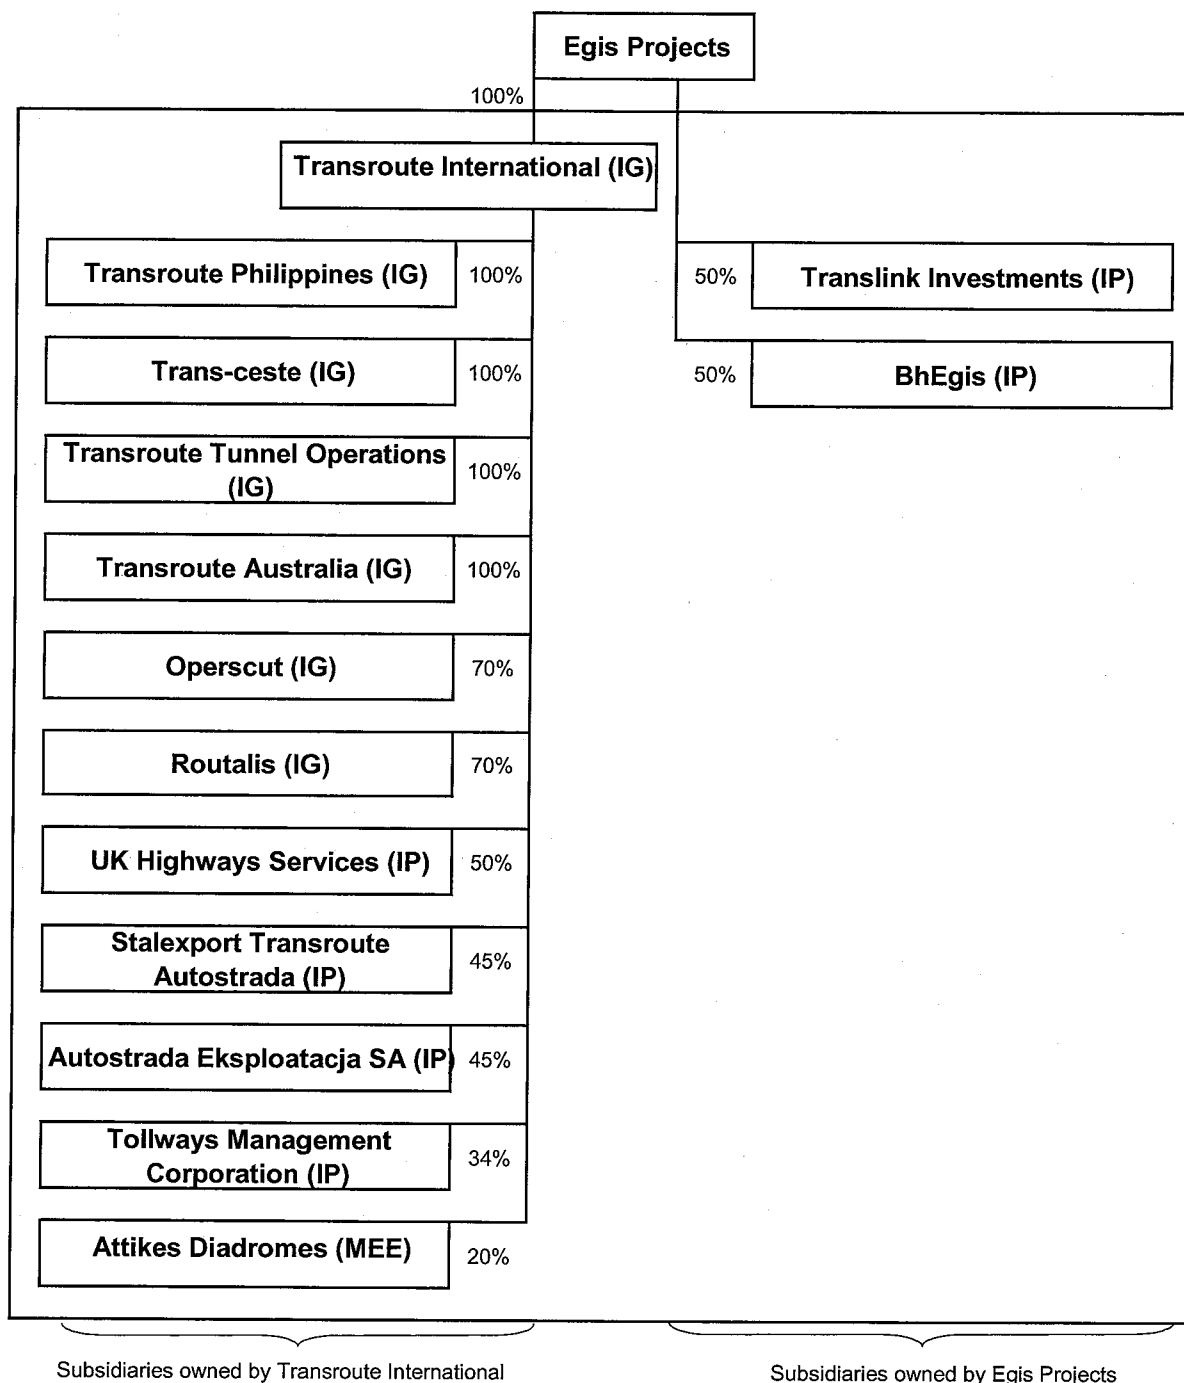 Egis Projects
100%
Transroute International (IG)
Transroute Philippines (IG)
100%
50%
Translink Investments (IP)
Trans-ceste (IG)
100%
50%
BhEgis (IP)
Transroute Tunnel Operations
(IG)
100%
Transroute Australia (IG)
100%
Operscut (IG)
70%
Routalis (IG)
70%
UK Highways Services (IP)
50%
Stalexport Transroute
Autostrada (IP)
45%
Autostrada Eksploatacja SA (IP)
45%
Tollways Management
Corporation (IP)
34%
Attikes Diadromes (MEE)
20%
Subsidiaries owned by Transroute International
Subsidiaries owned by Egis Projects